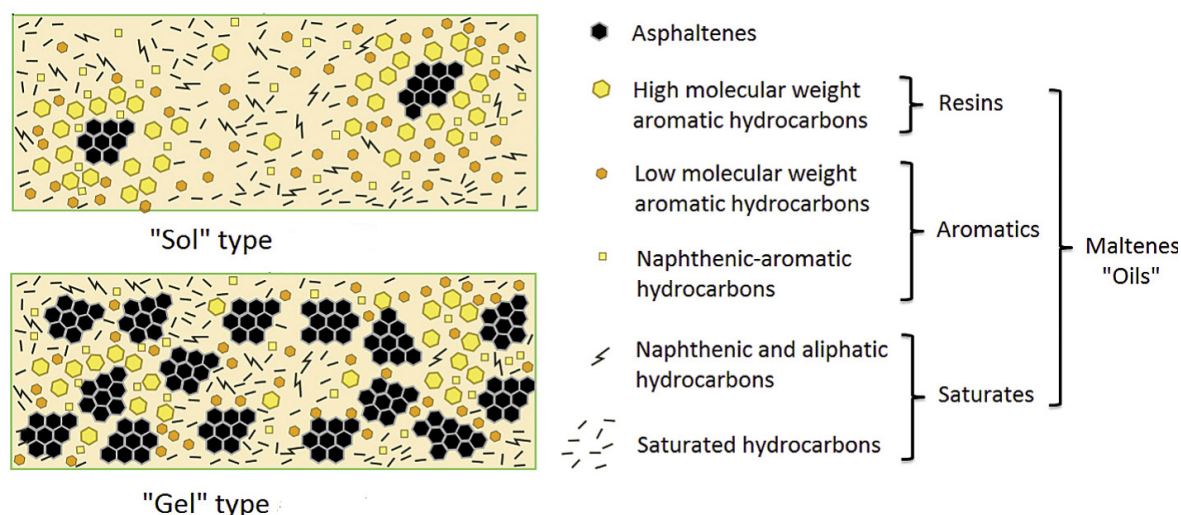 "Sol" type
"Gel" type
Asphaltenes
High molecular weight
aromatic hydrocarbons
Resins
Low molecular weight
aromatic hydrocarbons
Aromatics
Naphthenic-aromatic
hydrocarbons
Maltenes
"Oils"
Naphthenic and aliphatic
hydrocarbons
Saturates
Saturated hydrocarbons